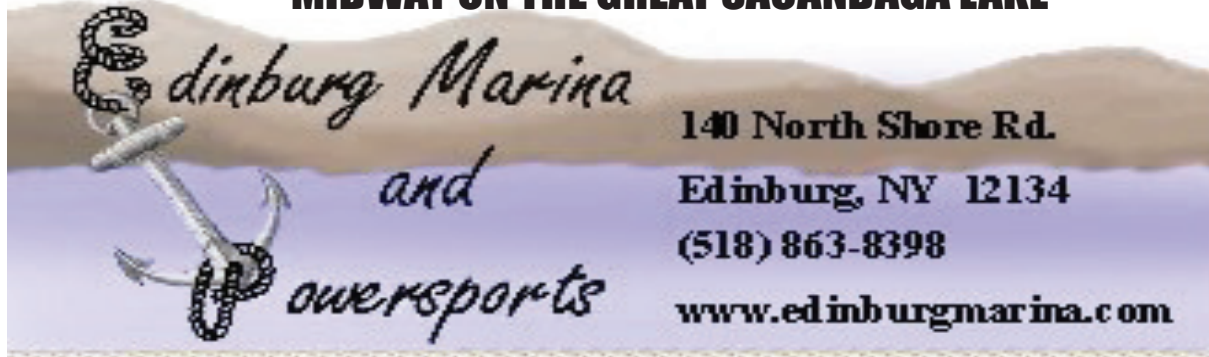 MIDWAY ON THE GREAT SACANDAGA LAKE
Edinburg Marina
and
Powersports
140 North Shore Rd.
Edinburg, NY 12134
(518) 863-8398
www.edinburgmarina.com